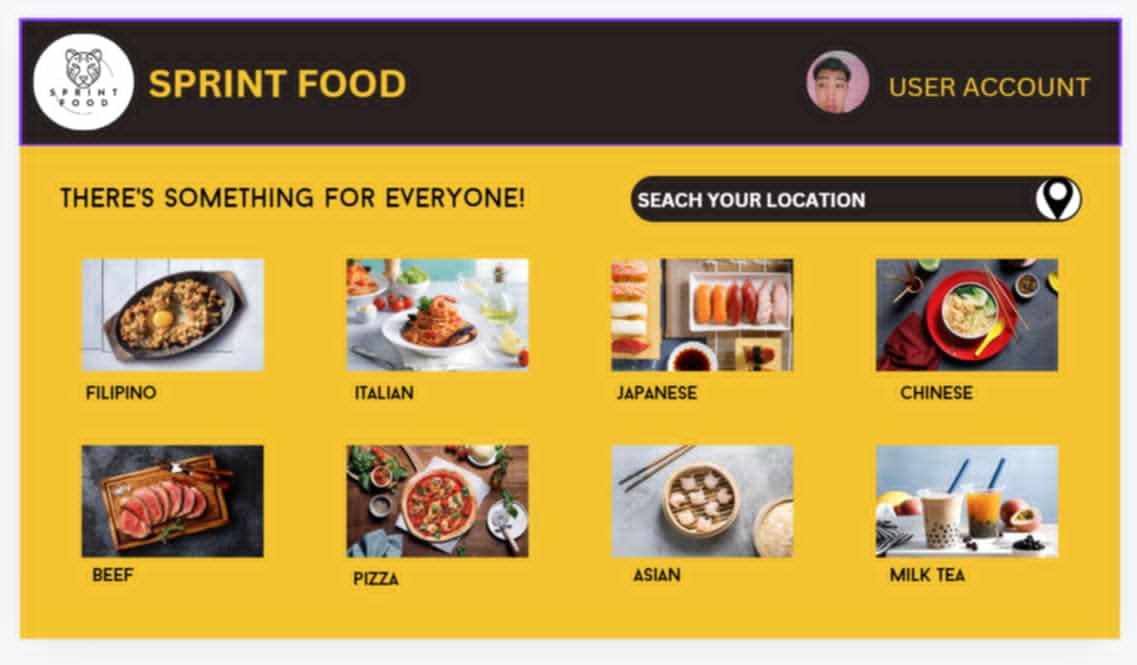 SPRINT
FOOD
SPRINT FOOD
USER ACCOUNT
THERE'S SOMETHING FOR EVERYONE!
SEACH YOUR LOCATION
FILIPINO
ITALIAN
JAPANESE
CHINESE
BEEF
PIZZA
ASIAN
MILK TEA